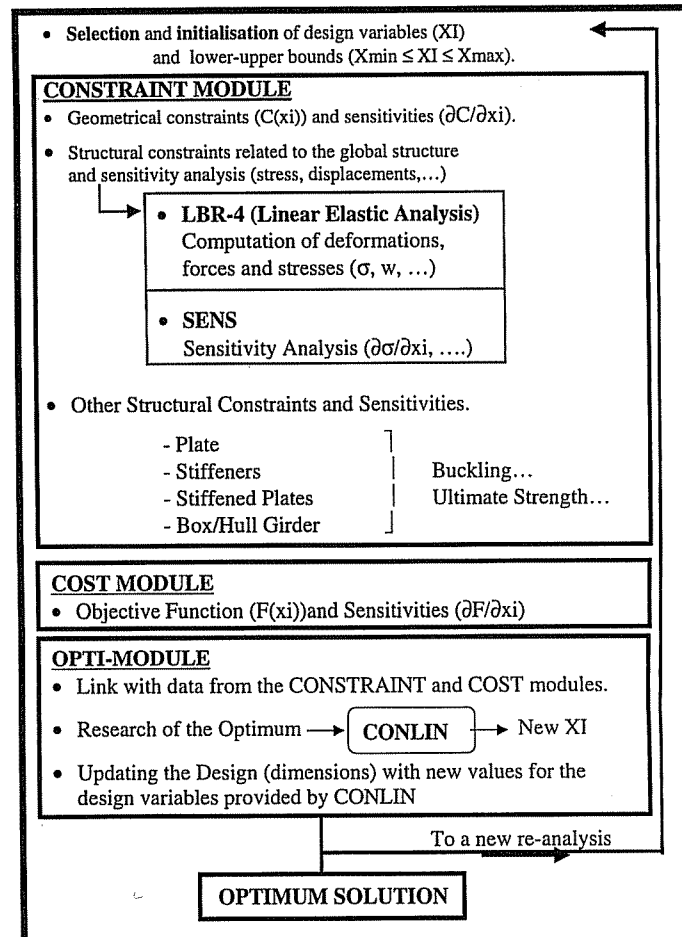 • Selection and initialisation of design variables (XI)
and lower-upper bounds (Xmin ≤ XI ≤ Xmax).
CONSTRAINT MODULE
• Geometrical constraints (C(xi)) and sensitivities (∂C/∂xi).
• Structural constraints related to the global structure
and sensitivity analysis (stress, displacements,...)
• LBR-4 (Linear Elastic Analysis)
Computation of deformations,
forces and stresses (σ, w, ...)
• SENS
Sensitivity Analysis (∂σ/∂xi, ....)
• Other Structural Constraints and Sensitivities.
- Plate
- Stiffeners Buckling...
- Stiffened Plates Ultimate Strength...
- Box/Hull Girder
COST MODULE
• Objective Function (F(xi))and Sensitivities (∂F/∂xi)
OPTI-MODULE
• Link with data from the CONSTRAINT and COST modules.
• Research of the Optimum → CONLIN → New XI
• Updating the Design (dimensions) with new values for the
design variables provided by CONLIN
To a new re-analysis
OPTIMUM SOLUTION